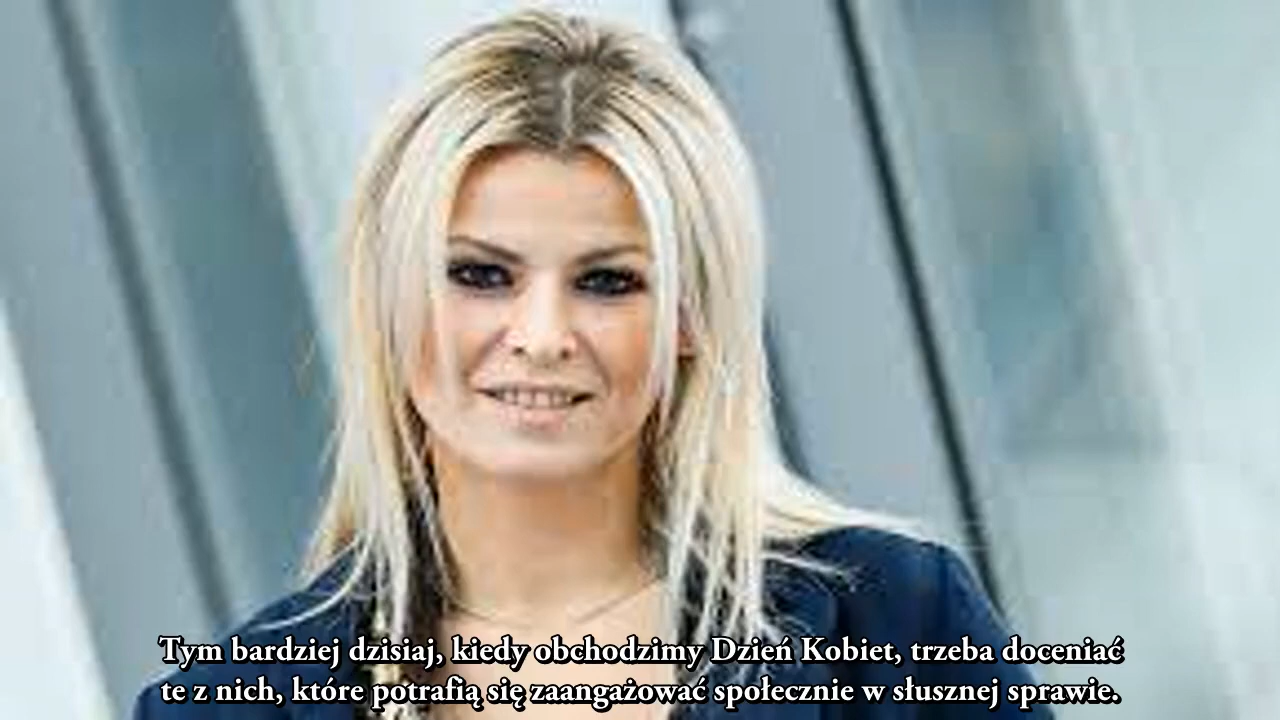 Tym bardziej dzisiaj, kiedy obchodzimy Dzień Kobiet, trzeba doceniać
te z nich, które potrafią się zaangażować społecznie w słusznej sprawie.